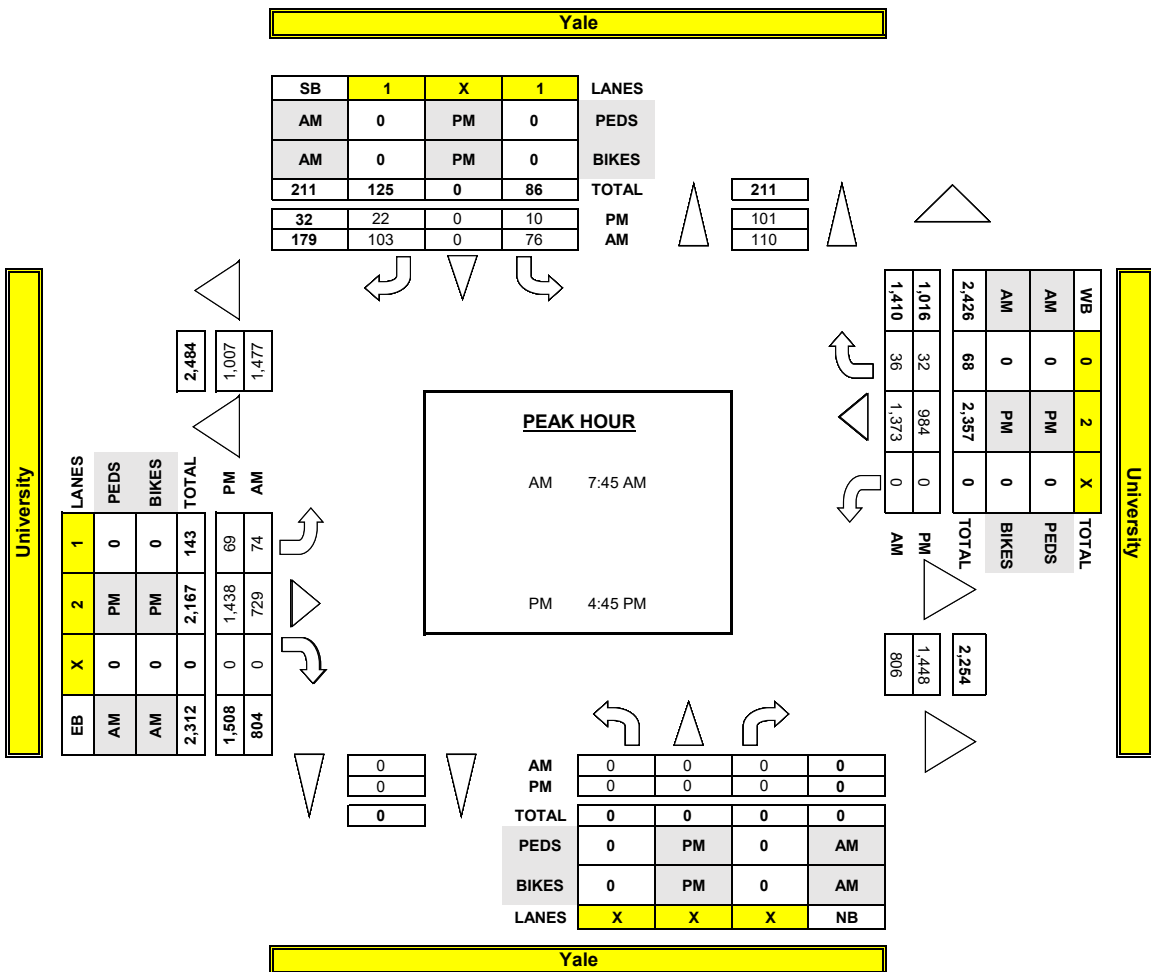 Yale
SB 1 X 1 LANES
AM 0 PM 0 PEDS
AM 0 PM 0 BIKES
211 125 0 86 TOTAL
32 22 0 10 PM
179 103 0 76 AM
211
101
110
University
2,484
1,007
1,477
LANES 1 2 X EB
PEDS 0 PM 0 AM
BIKES 0 PM 0 AM
TOTAL 143 2,167 0 2,312
PM 69 1,438 0 1,508
AM 74 729 0 804
PEAK HOUR
AM 7:45 AM
PM 4:45 PM
WB 0 2 X TOTAL
AM 0 PM 0 PEDS
AM 0 PM 0 BIKES
2,426 68 2,357 0 TOTAL
1,016 32 984 0 PM
1,410 36 1,373 0 AM
2,254
1,448
806
University
0
0
0
AM 0 0 0 0
PM 0 0 0 0
TOTAL 0 0 0 0
PEDS 0 PM 0 AM
BIKES 0 PM 0 AM
LANES X X X NB
Yale